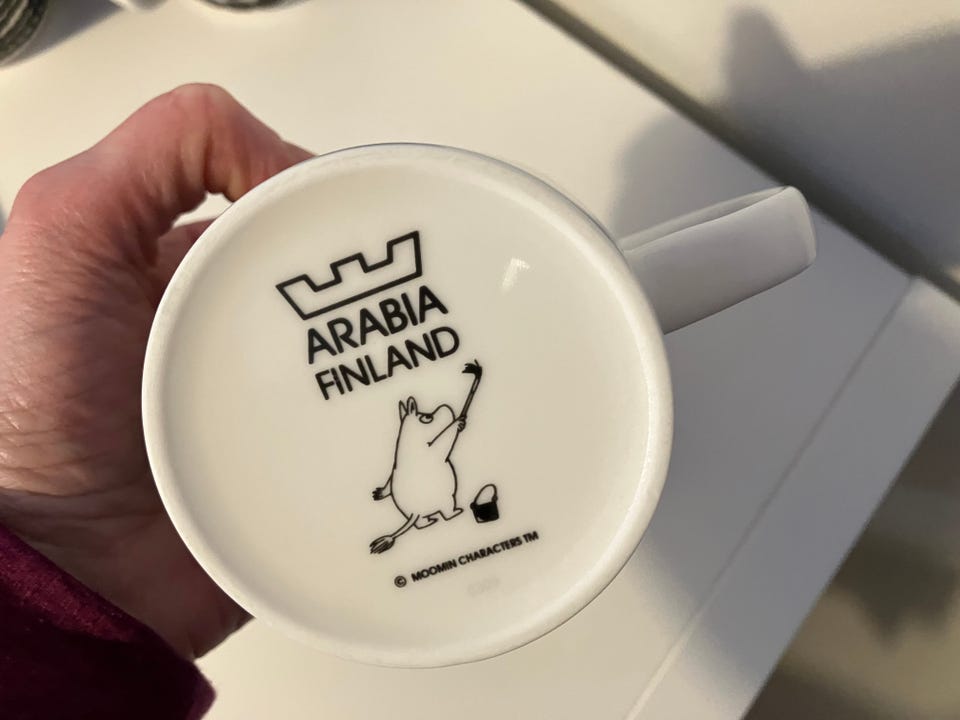 ARABIA
FINLAND
© MOOMIN CHARACTERS TM